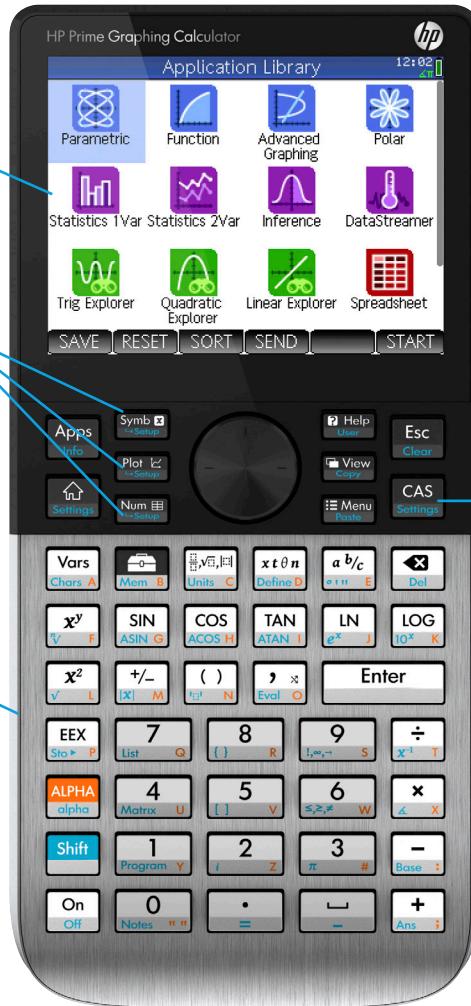 HP Prime Graphing Calculator hp
Application Library 12:02
∡π
Parametric Function Advanced Graphing Polar
Statistics 1Var Statistics 2Var Inference DataStreamer
Trig Explorer Quadratic Explorer Linear Explorer Spreadsheet
SAVE RESET SORT SEND START
Apps Info Symb Setup Help User Esc Clear
Plot Setup View Copy
Settings Num Setup Menu Paste CAS Settings
Vars Chars A Mem B Units C x t θ n Define D a b/c E Del
xʸ F SIN ASIN G COS ACOS H TAN ATAN I LN eˣ J LOG 10ˣ K
x² √ L +/− |x| M ( ) N , Eval O Enter
EEX Sto ▸ P 7 List Q 8 { } R 9 !,∞,→ S ÷ x⁻¹ T
ALPHA alpha 4 Matrix U 5 [ ] V 6 ≤,≥,≠ W × ∡ X
Shift 1 Program Y 2 i Z 3 π # − Base :
On Off 0 Notes " " . = _ + Ans ;